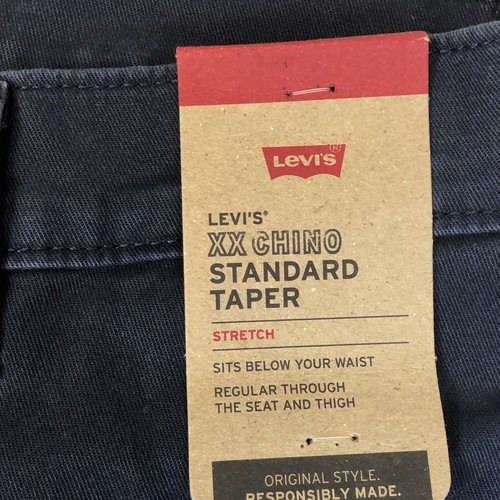 Levi's®
LEVI'S®
XX CHINO
STANDARD
TAPER
STRETCH
SITS BELOW YOUR WAIST
REGULAR THROUGH
THE SEAT AND THIGH
ORIGINAL STYLE.
RESPONSIBLY MADE.